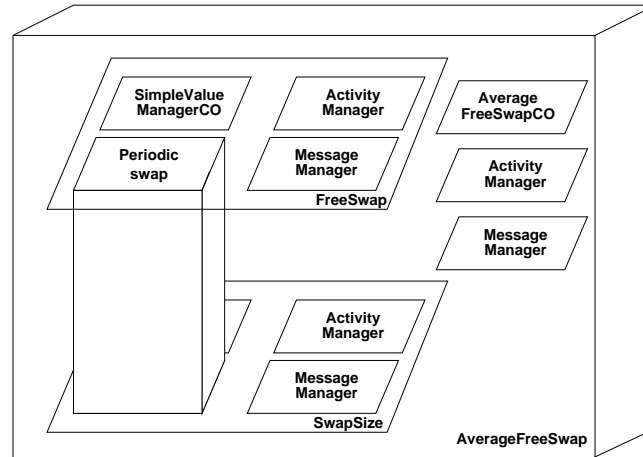 SimpleValue
ManagerCO
Activity
Manager
Average
FreeSwapCO
Periodic
swap
Message
Manager
FreeSwap
Activity
Manager
Message
Manager
Activity
Manager
Message
Manager
SwapSize
AverageFreeSwap